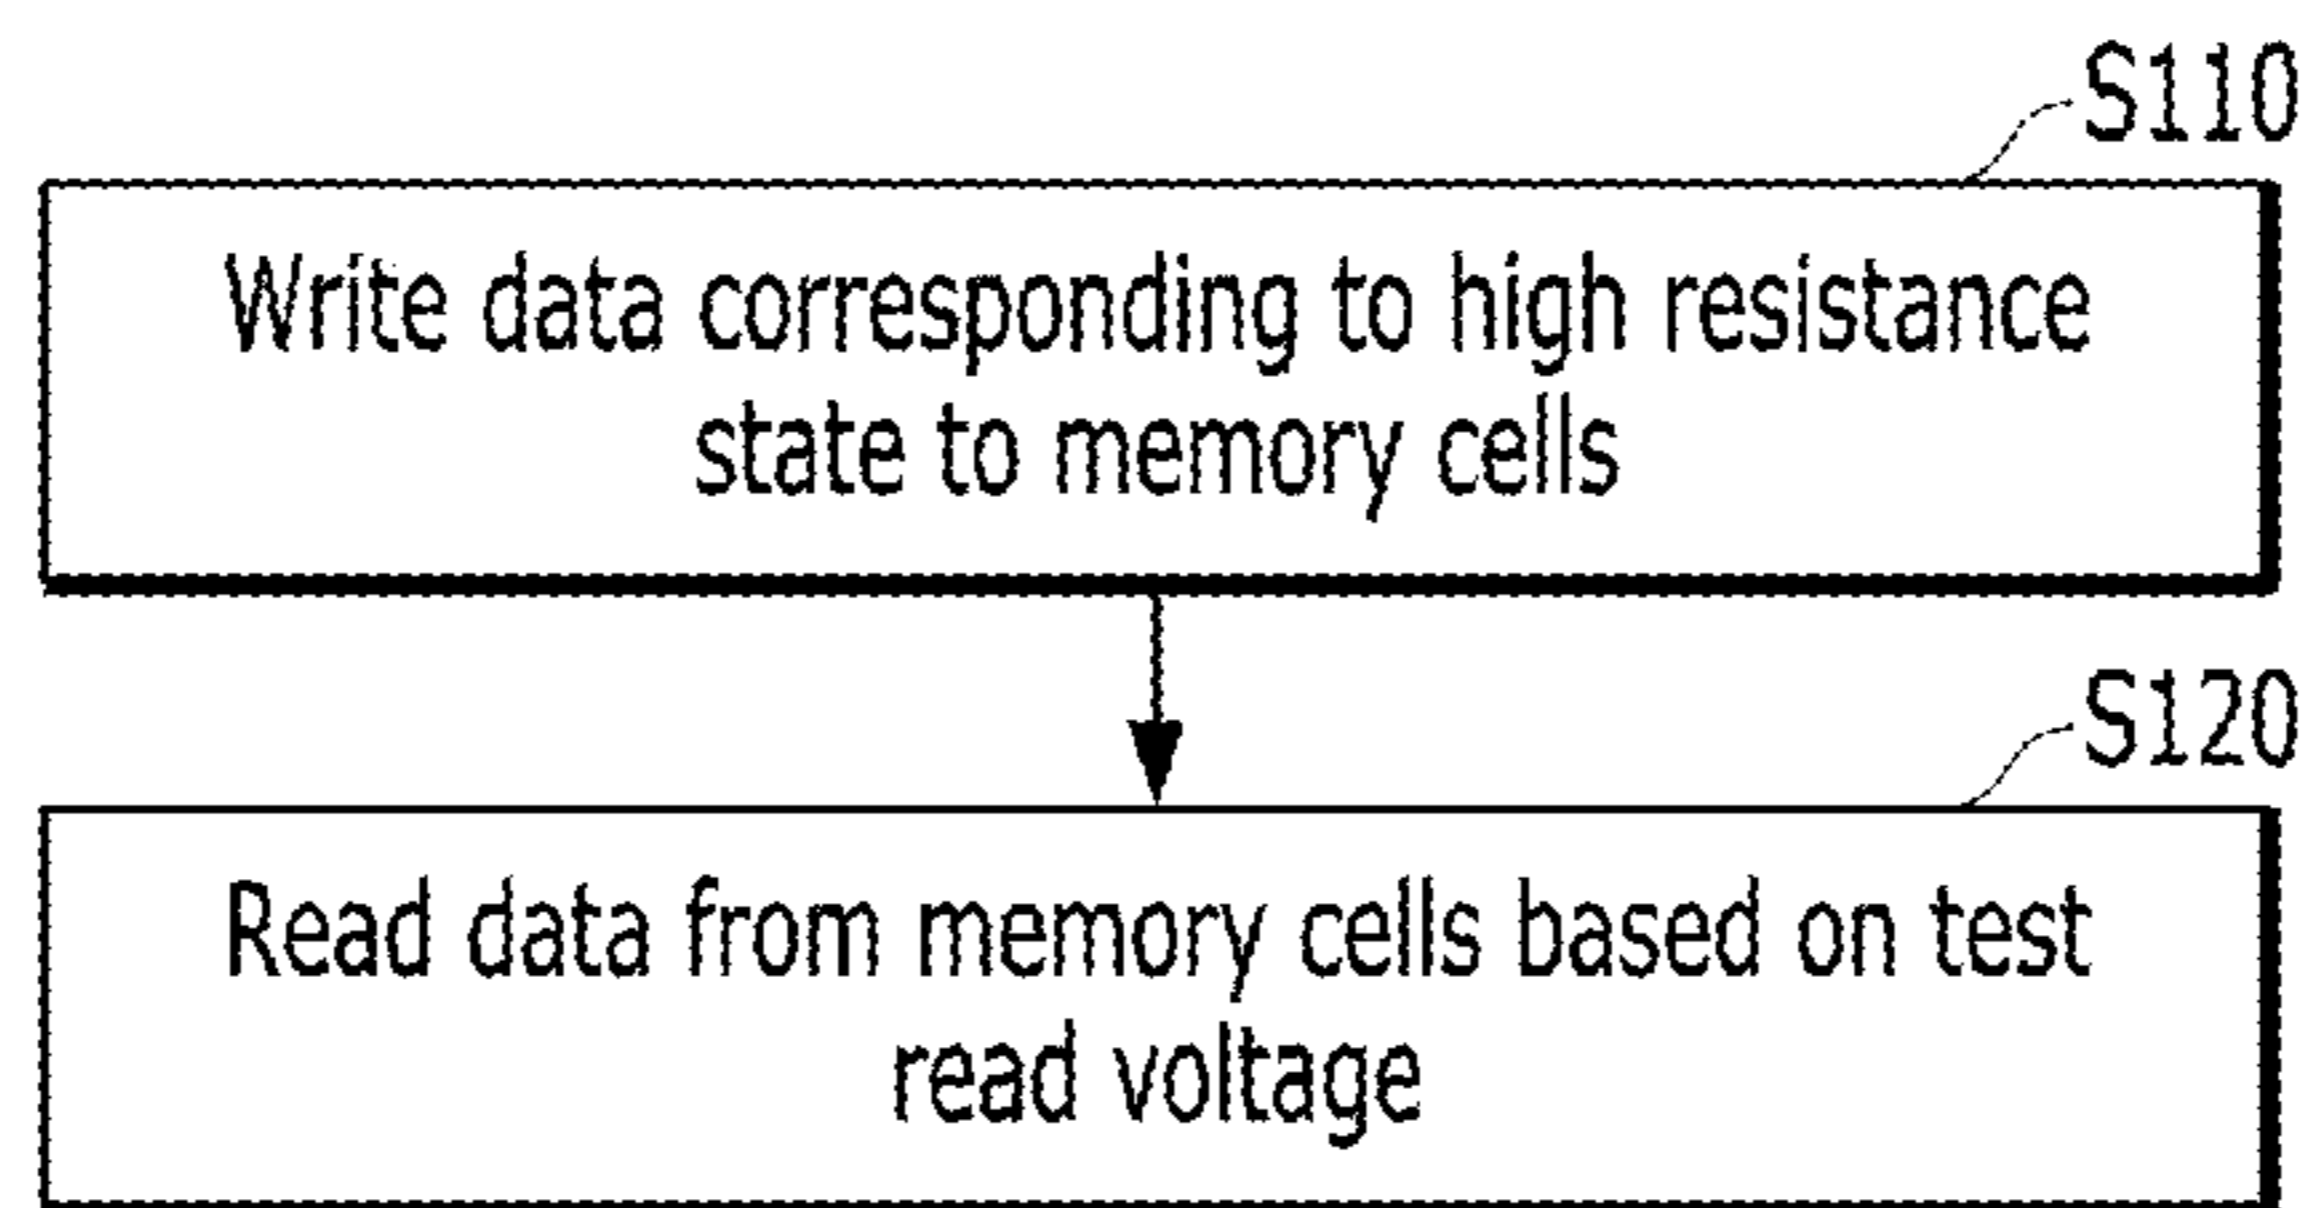 S110
Write data corresponding to high resistance
state to memory cells
S120
Read data from memory cells based on test
read voltage